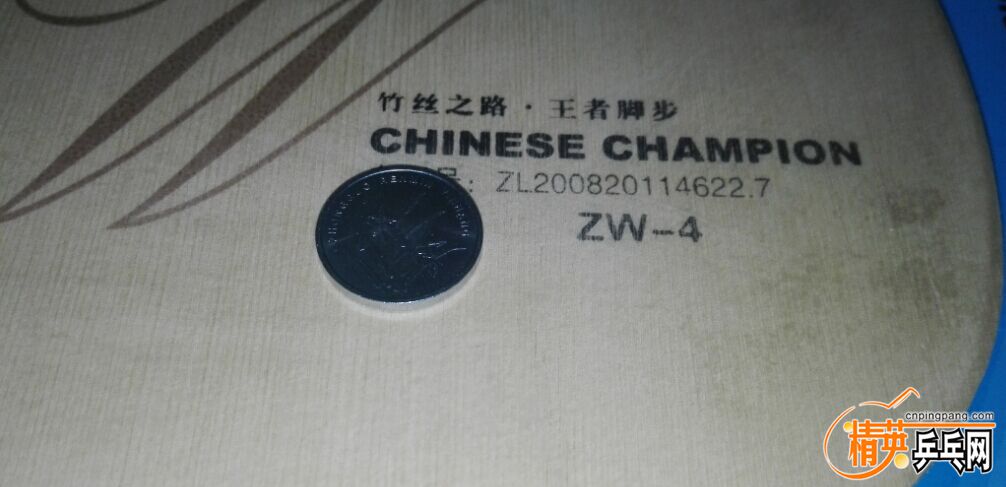 竹丝之路·王者脚步
CHINESE CHAMPION
号: ZL200820114622.7
ZW-4
cnpingpang.com
精英乒乓网